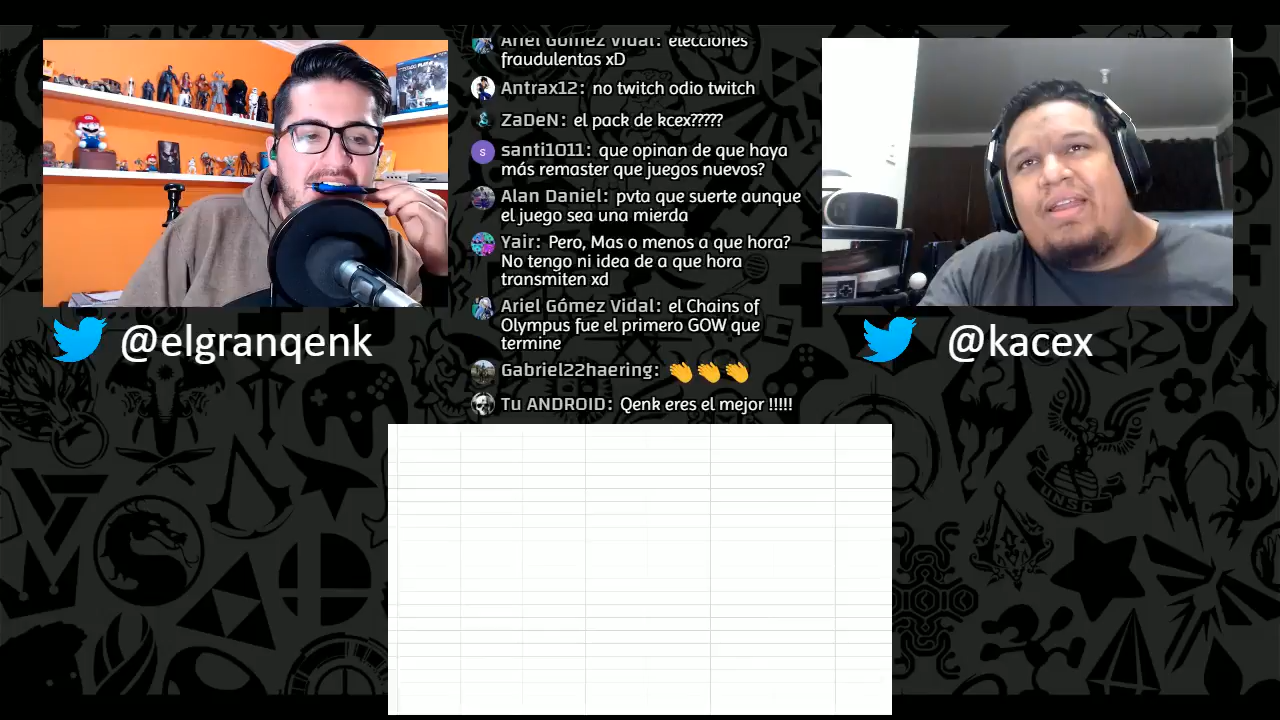 Ariel Gómez Vidal: elecciones
fraudulentas xD
Antrax12: no twitch odio twitch
ZaDeN: el pack de kcex?????
S santi1011: que opinan de que haya
más remaster que juegos nuevos?
Alan Daniel: pvta que suerte aunque
el juego sea una mierda
Yair: Pero, Mas o menos a que hora?
No tengo ni idea de a que hora
transmiten xd
Ariel Gómez Vidal: el Chains of
Olympus fue el primero GOW que
termine
Gabriel22haering: 👏👏👏
Tu ANDROID: Qenk eres el mejor !!!!!
@elgranqenk
@kacex
UNSC